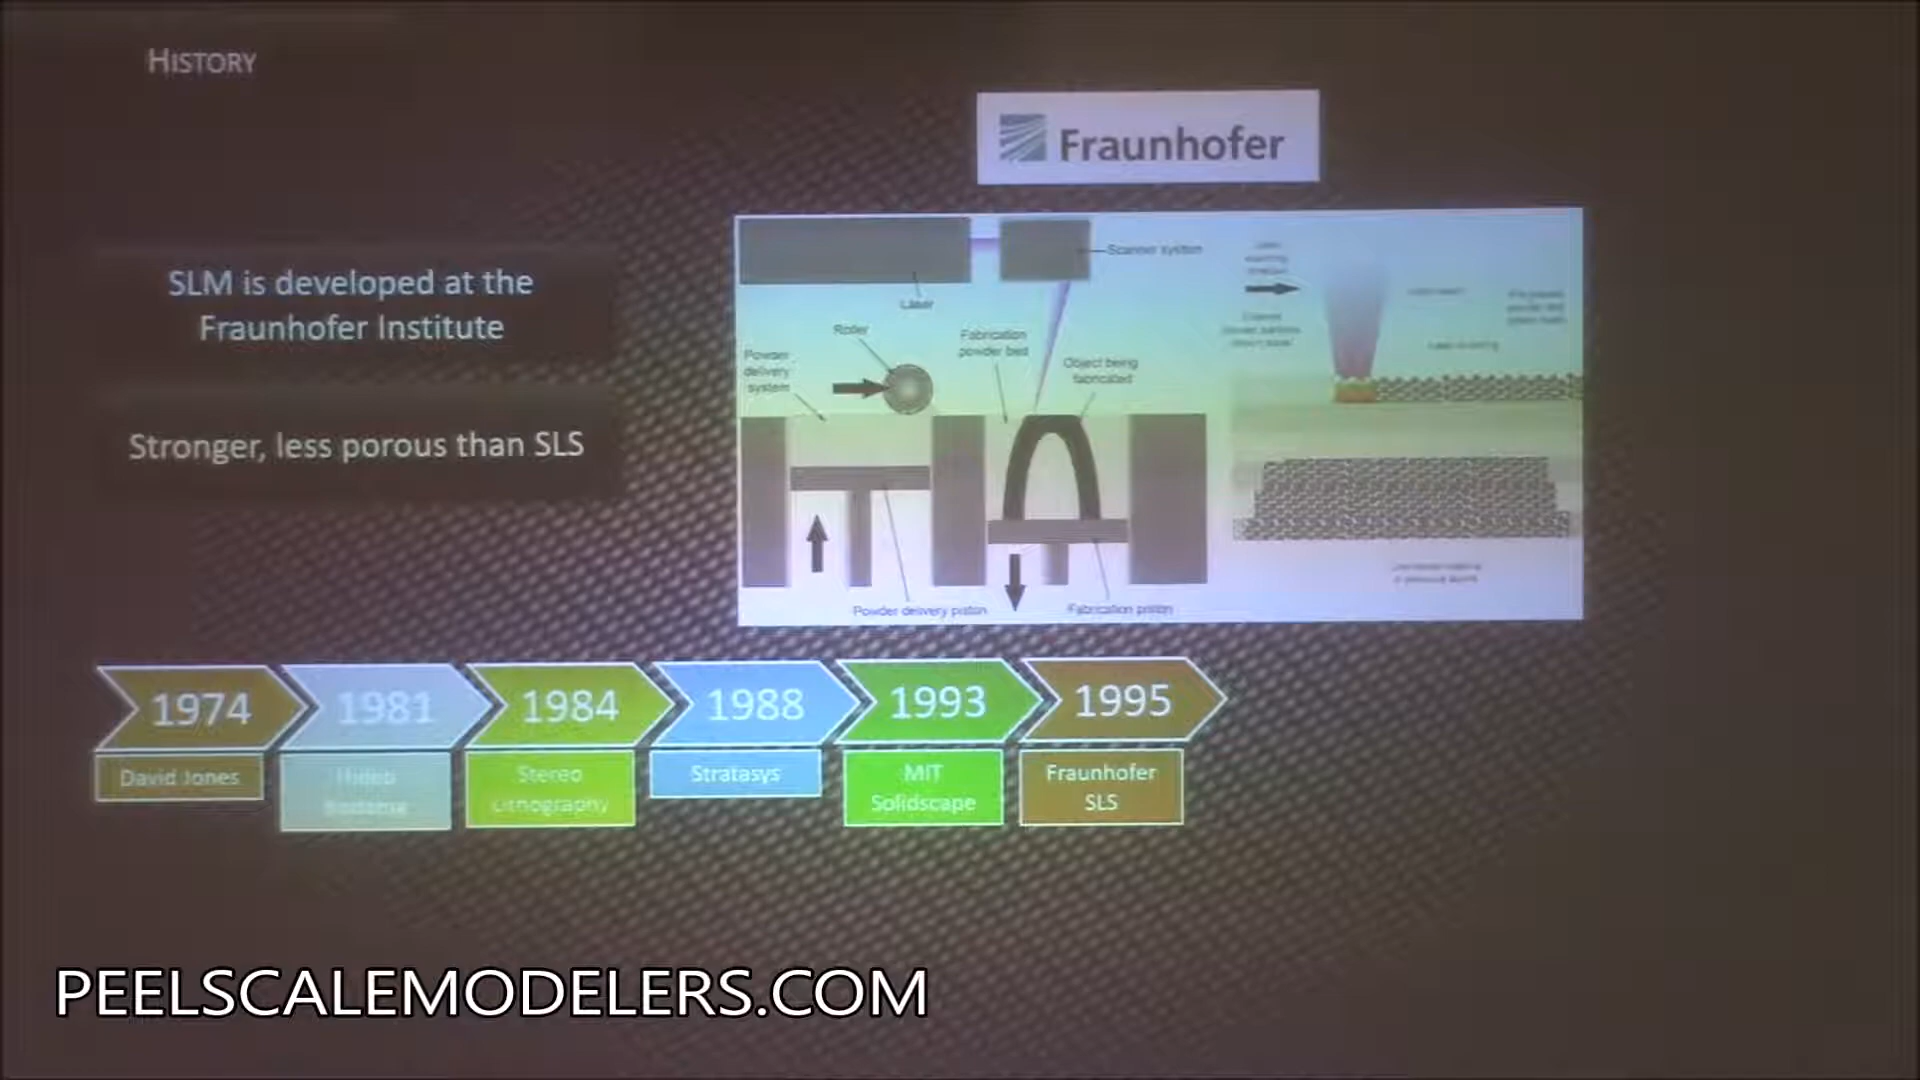 HISTORY
Fraunhofer
SLM is developed at the
Fraunhofer Institute
Stronger, less porous than SLS
Scanner system
Laser
Roller
Fabrication
powder bed
Powder
delivery
system
Object being
fabricated
Powder delivery piston
Fabrication piston
1974
1981
1984
1988
1993
1995
David Jones
Hideo
Kodama
Stereo
Lithography
Stratasys
MIT
Solidscape
Fraunhofer
SLS
PEELSCALEMODELERS.COM